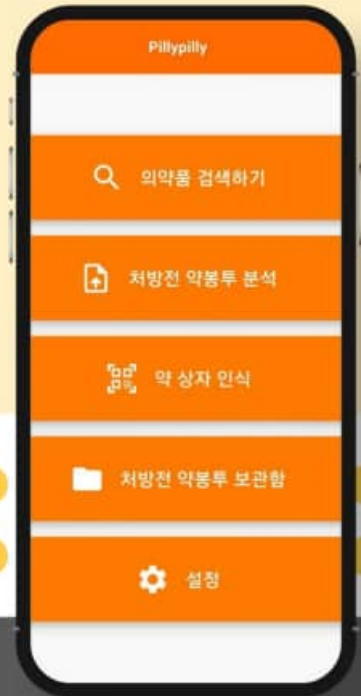 Pillypilly
의약품 검색하기
처방전 약봉투 분석
약 상자 인식
처방전 약봉투 보관함
설정